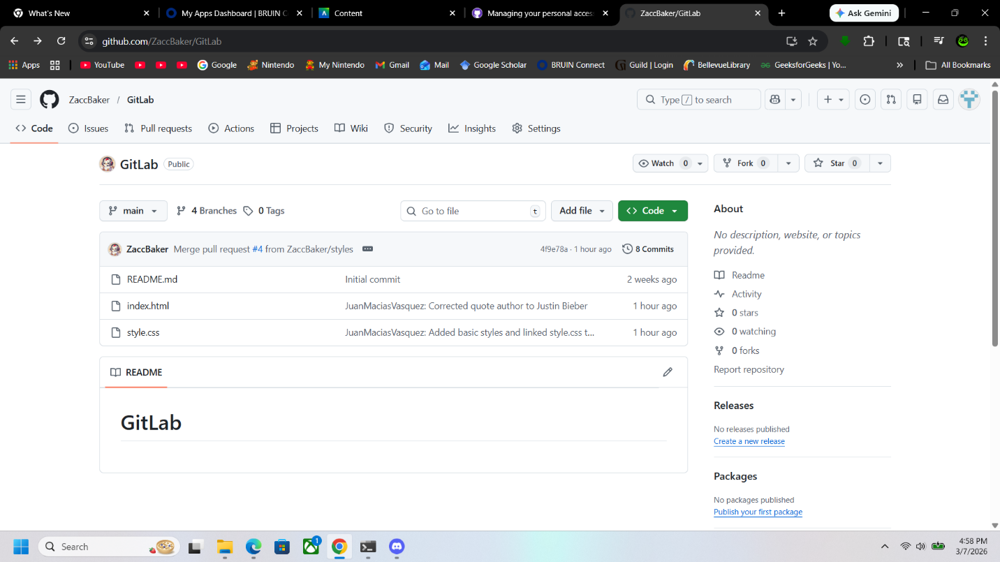 What's New
My Apps Dashboard | BRUIN C
Content
Managing your personal acces
ZaccBaker/GitLab
Ask Gemini
github.com/ZaccBaker/GitLab
Apps
YouTube
Google
Nintendo
My Nintendo
Gmail
Mail
Google Scholar
BRUIN Connect
Guild | Login
BellevueLibrary
GeeksforGeeks | Yo...
All Bookmarks
ZaccBaker / GitLab
Type / to search
Code
Issues
Pull requests
Actions
Projects
Wiki
Security
Insights
Settings
GitLab Public
Watch 0
Fork 0
Star 0
main
4 Branches
0 Tags
Go to file t
Add file
Code
ZaccBaker Merge pull request #4 from ZaccBaker/styles
4f9e78a · 1 hour ago
8 Commits
README.md Initial commit 2 weeks ago
index.html JuanMaciasVasquez: Corrected quote author to Justin Bieber 1 hour ago
style.css JuanMaciasVasquez: Added basic styles and linked style.css t... 1 hour ago
README
GitLab
About
No description, website, or topics
provided.
Readme
Activity
0 stars
0 watching
0 forks
Report repository
Releases
No releases published
Create a new release
Packages
No packages published
Publish your first package
Search
1
4:58 PM
3/7/2026